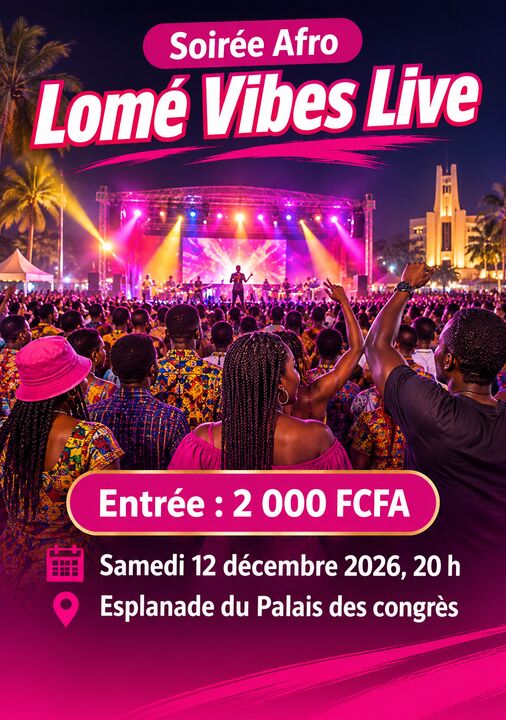 Soirée Afro
Lomé Vibes Live
Entrée : 2 000 FCFA
Samedi 12 décembre 2026, 20 h
Esplanade du Palais des congrès